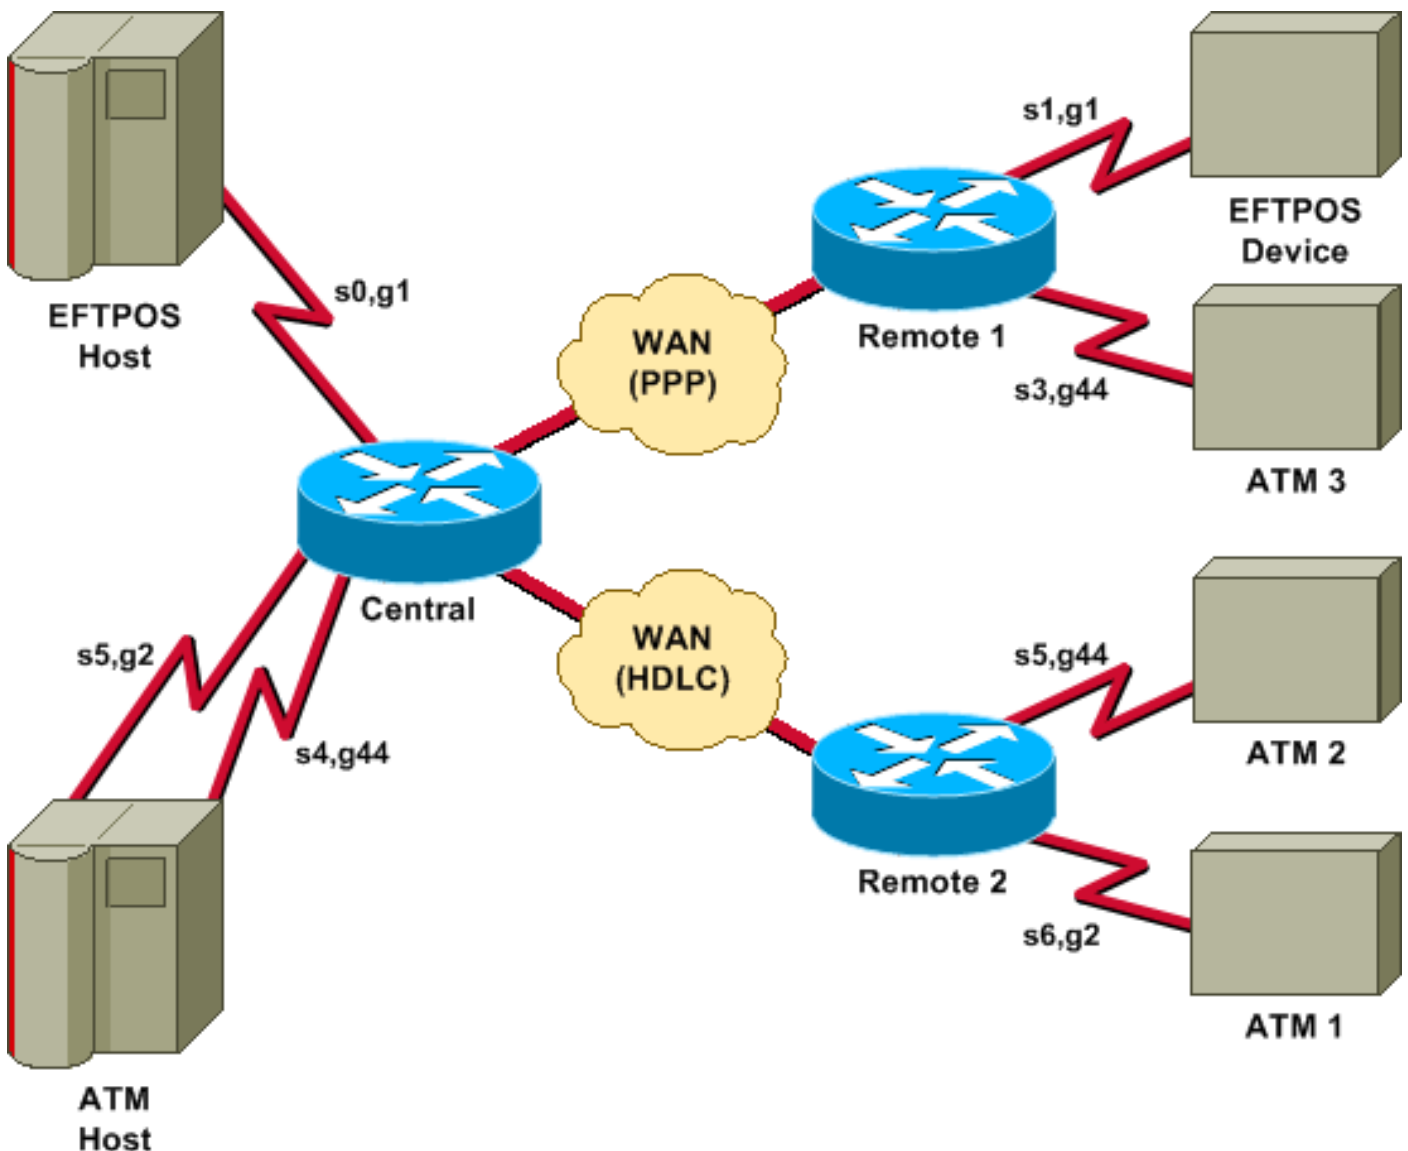 s1,g1
EFTPOS
Device
s0,g1
EFTPOS
Host
WAN
(PPP)
Remote 1
s3,g44
ATM 3
Central
s5,g2
s4,g44
WAN
(HDLC)
s5,g44
ATM 2
Remote 2
s6,g2
ATM 1
ATM
Host